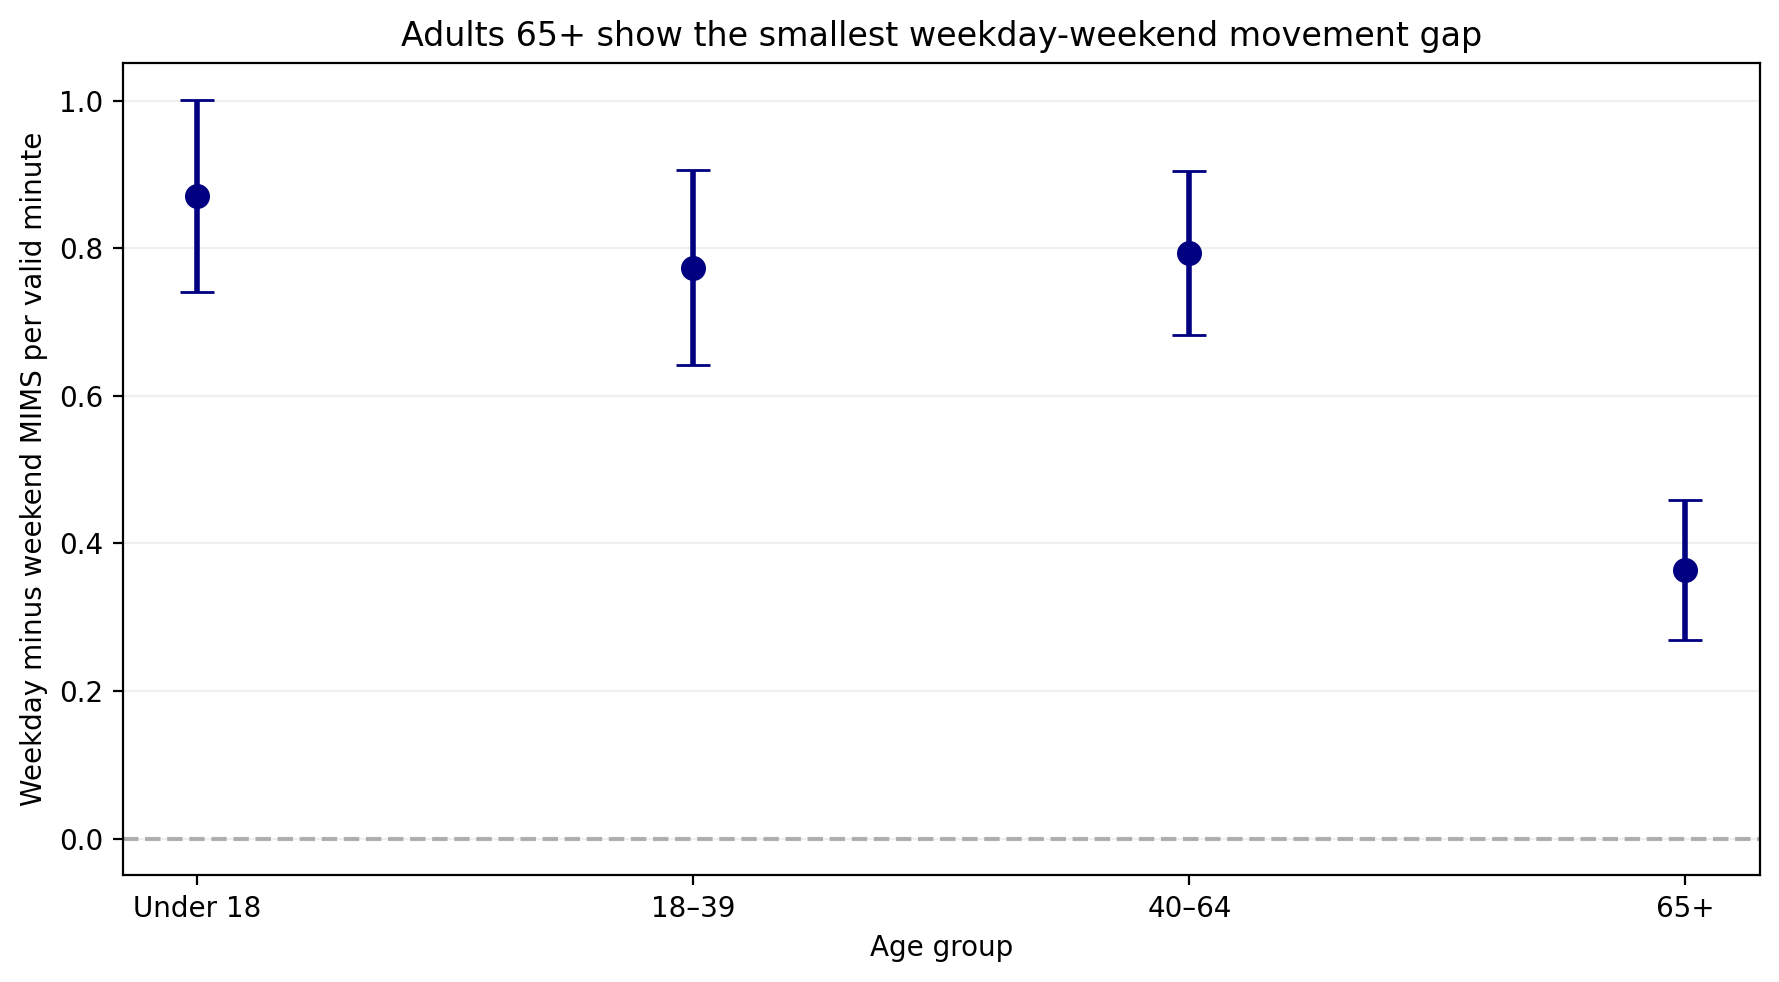 Adults 65+ show the smallest weekday-weekend movement gap
Weekday minus weekend MIMS per valid minute
1.0
0.8
0.6
0.4
0.2
0.0
Under 18
18–39
40–64
65+
Age group